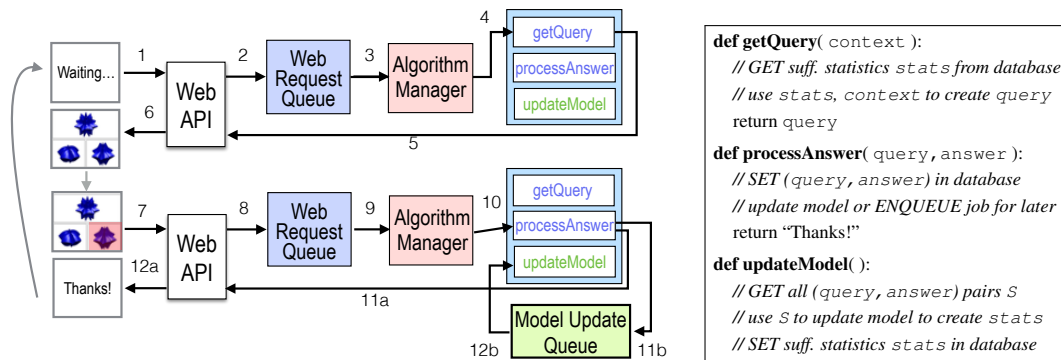 Waiting...
1
Web
API
2
Web
Request
Queue
3
Algorithm
Manager
4
getQuery
processAnswer
updateModel
5
6
7
Web
API
8
Web
Request
Queue
9
Algorithm
Manager
10
getQuery
processAnswer
updateModel
Thanks!
12a
11a
12b
Model Update
Queue
11b
def getQuery( context ):
// GET suff. statistics stats from database
// use stats, context to create query
return query
def processAnswer( query,answer ):
// SET (query,answer) in database
// update model or ENQUEUE job for later
return “Thanks!”
def updateModel( ):
// GET all (query,answer) pairs S
// use S to update model to create stats
// SET suff. statistics stats in database